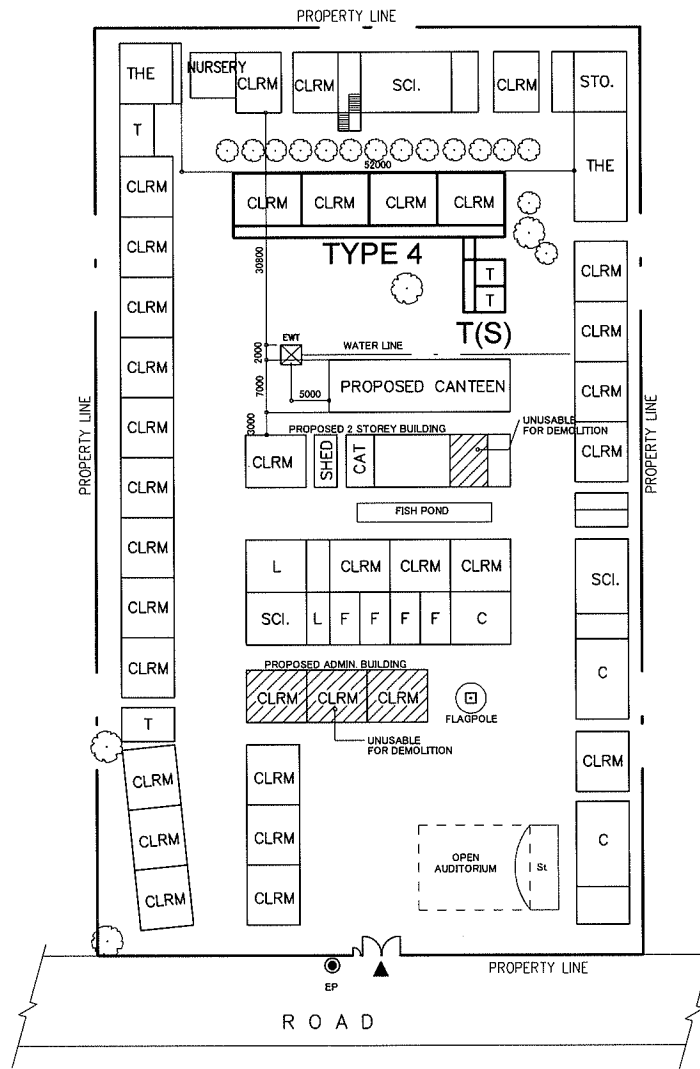 PROPERTY LINE
THE
NURSERY
CLRM
CLRM
SCI.
CLRM
STO.
T
52000
THE
CLRM
CLRM
CLRM
CLRM
CLRM
CLRM
TYPE 4
30800
T
T
T(S)
CLRM
CLRM
CLRM
CLRM
EWT
WATER LINE
2000
7000
5000
PROPOSED CANTEEN
CLRM
CLRM
3000
PROPOSED 2 STOREY BUILDING
UNUSABLE
FOR DEMOLITION
PROPERTY LINE
PROPERTY LINE
CLRM
CLRM
SHED
CAT
CLRM
CLRM
FISH POND
CLRM
L
CLRM
CLRM
CLRM
SCI.
CLRM
SCI.
L
F
F
F
F
C
CLRM
PROPOSED ADMIN. BUILDING
CLRM
CLRM
CLRM
FLAGPOLE
C
T
UNUSABLE
FOR DEMOLITION
CLRM
CLRM
CLRM
CLRM
CLRM
CLRM
CLRM
OPEN
AUDITORIUM
St.
C
PROPERTY LINE
EP
ROAD